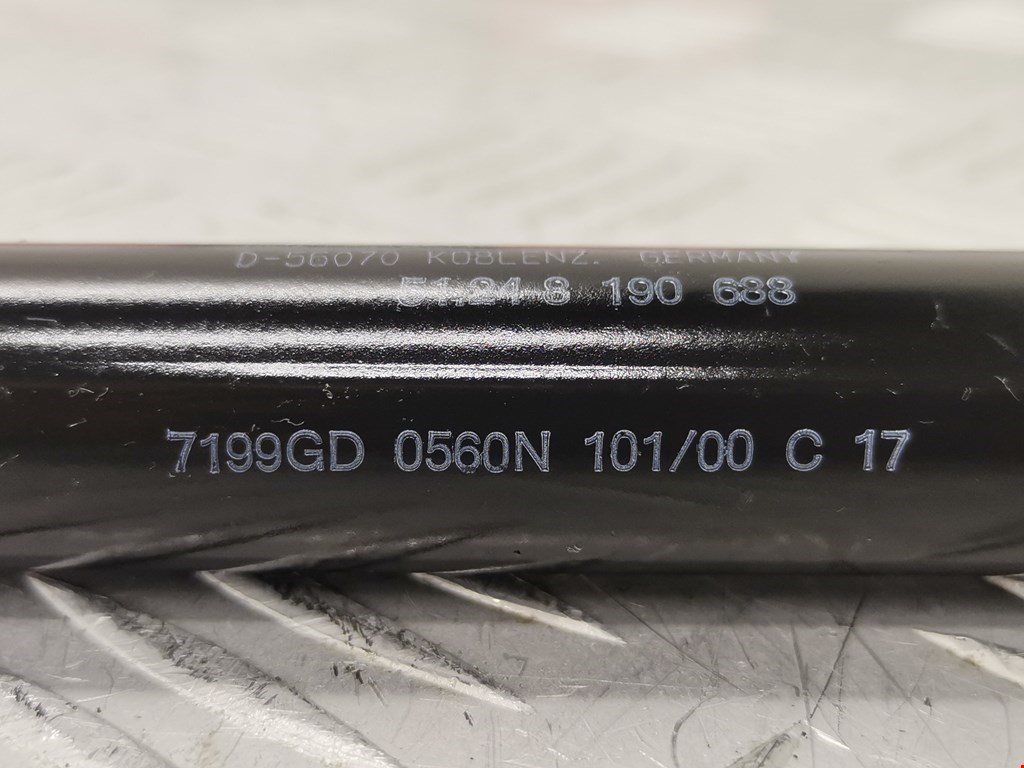 D-56070 KOBLENZ. GERMANY
51.24 8 190 688
7199GD 0560N 101/00 C 17